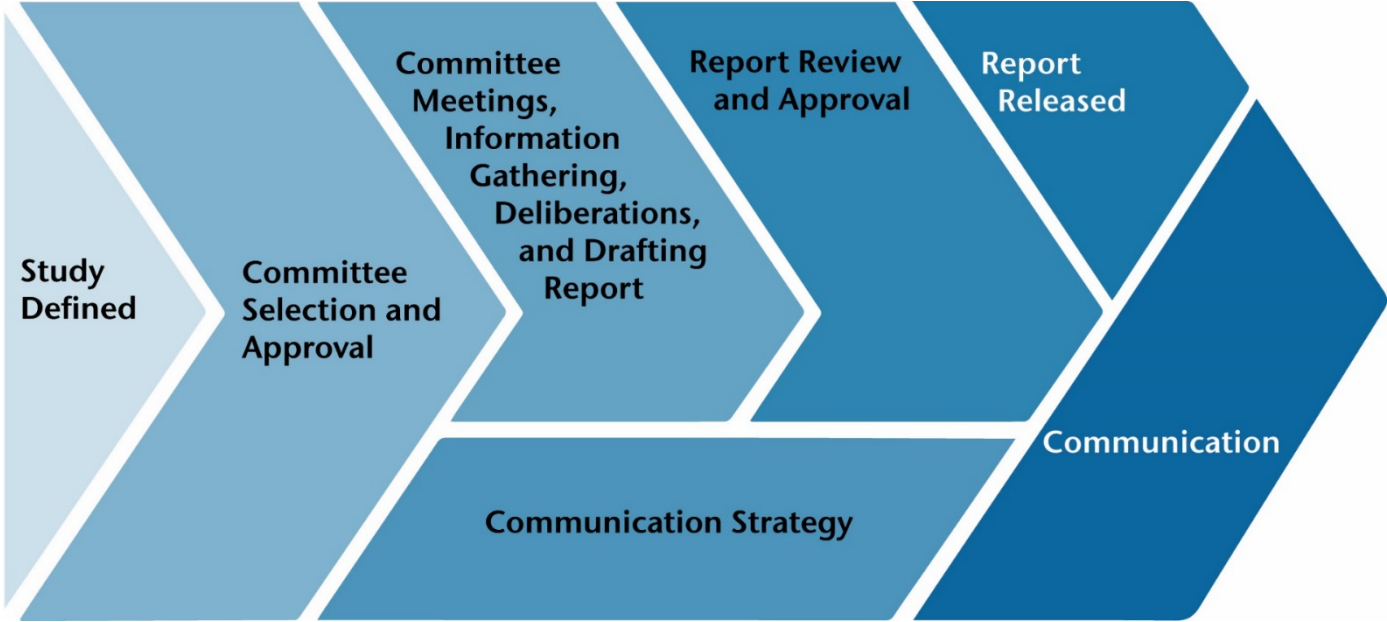 Study
Defined
Committee
Selection and
Approval
Committee
Meetings,
Information
Gathering,
Deliberations,
and Drafting
Report
Report Review
and Approval
Report
Released
Communication Strategy
Communication